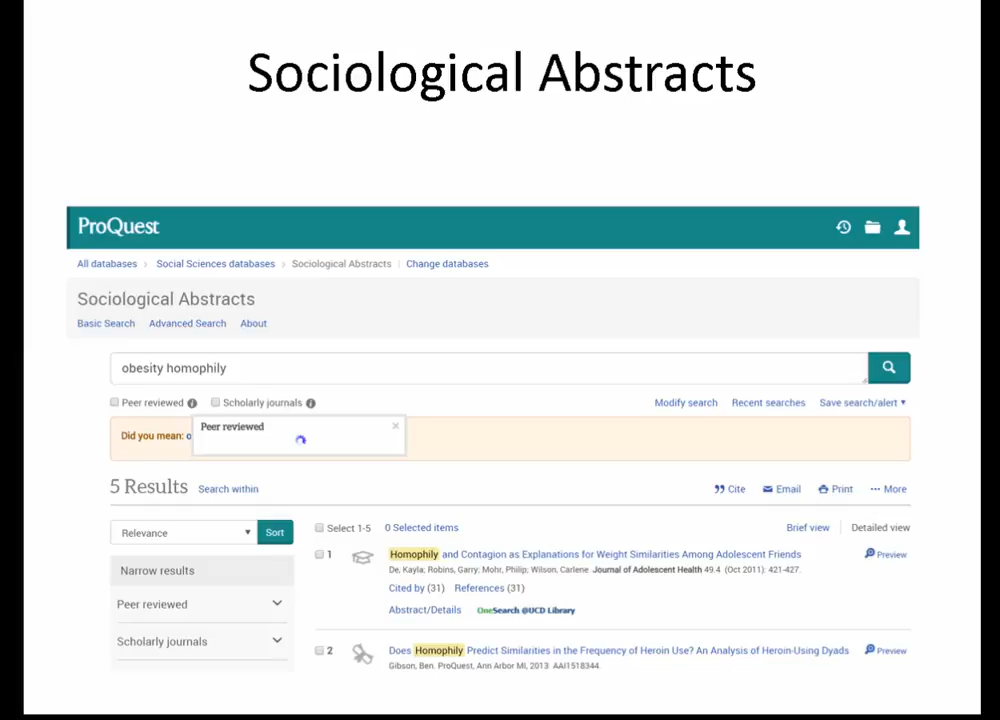 Sociological Abstracts
ProQuest
All databases > Social Sciences databases > Sociological Abstracts | Change databases
Sociological Abstracts
Basic Search Advanced Search About
obesity homophily
Peer reviewed Scholarly journals Modify search Recent searches Save search/alert
Did you mean: o
Peer reviewed ×
5 Results Search within Cite Email Print More
Relevance Sort Select 1-5 0 Selected items Brief view Detailed view
Narrow results
Peer reviewed
Scholarly journals
1 Homophily and Contagion as Explanations for Weight Similarities Among Adolescent Friends Preview
De, Kayla; Robins, Garry; Mohr, Philip; Wilson, Carlene. Journal of Adolescent Health 49.4 (Oct 2011): 421-427.
Cited by (31) References (31)
Abstract/Details OneSearch @UCD Library
2 Does Homophily Predict Similarities in the Frequency of Heroin Use? An Analysis of Heroin-Using Dyads Preview
Gibson, Ben. ProQuest, Ann Arbor MI, 2013 AAI1518344